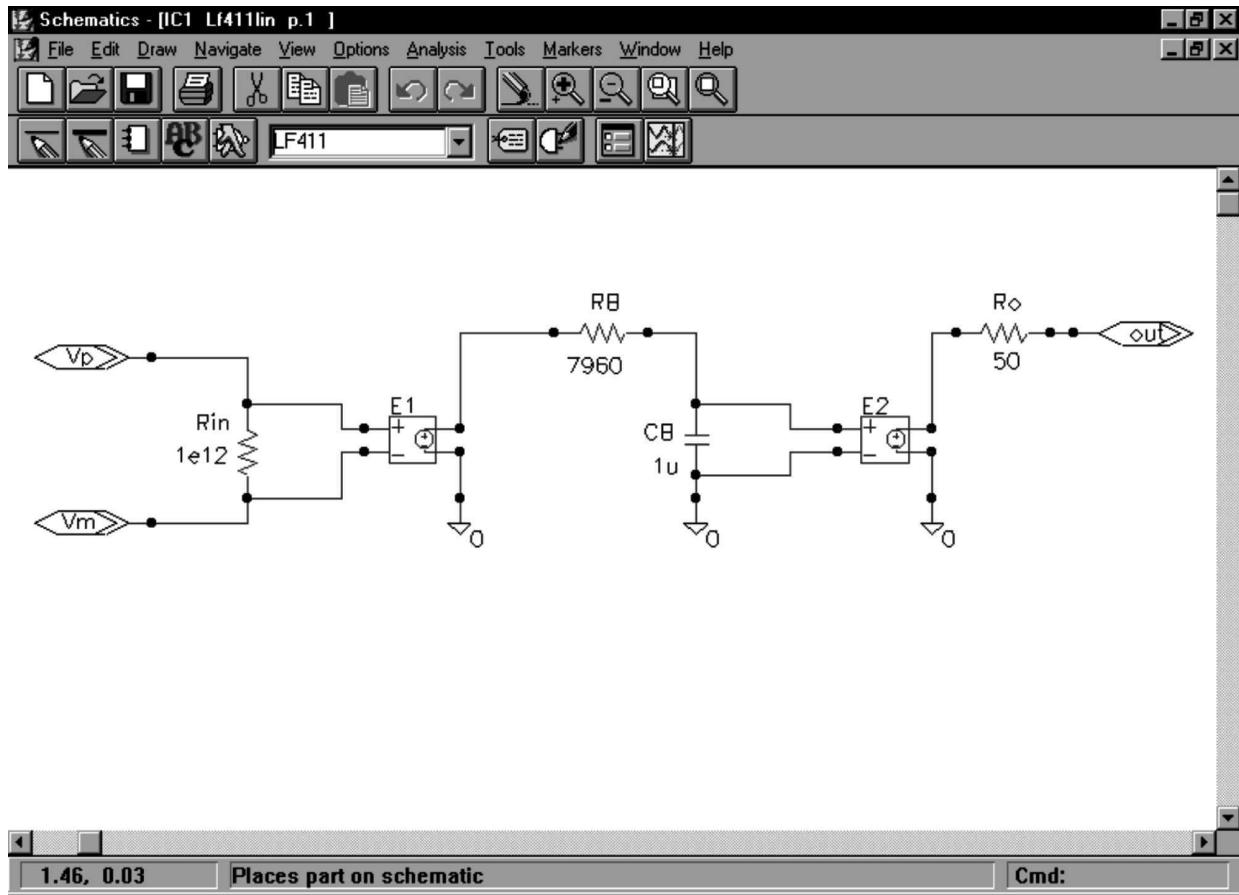 Schematics - [IC1 Lf411lin p.1 ]
File Edit Draw Navigate View Options Analysis Tools Markers Window Help
ABC
LF411
RB
7960
Ro
50
out
Vp
Rin
1e12
E1
+
-
CB
1u
E2
+
-
Vm
0
0
0
1.46, 0.03 Places part on schematic Cmd: